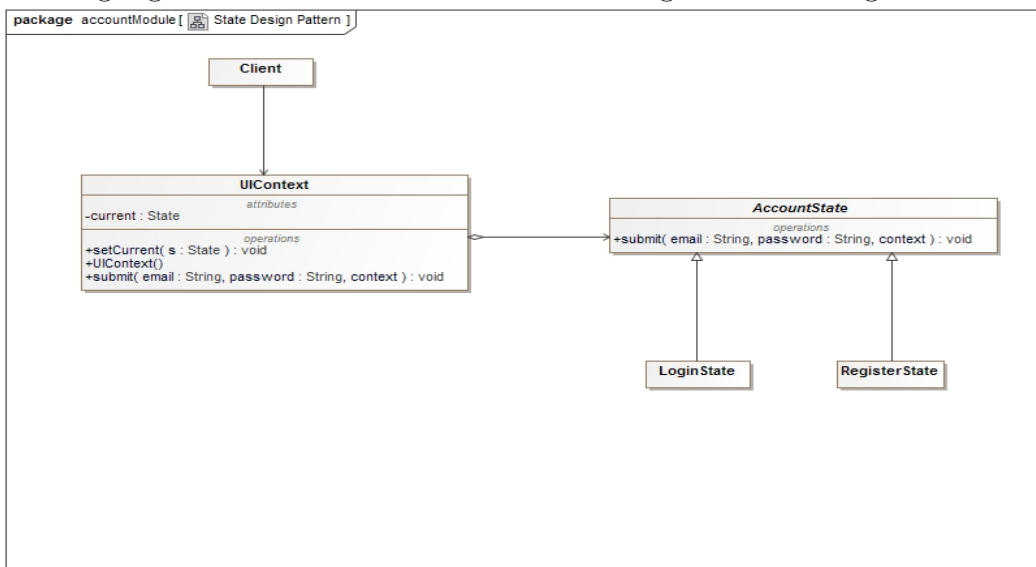 package accountModule [ State Design Pattern ]
Client
UIContext
attributes
-current : State
operations
+setCurrent( s : State ) : void
+UIContext()
+submit( email : String, password : String, context ) : void
AccountState
operations
+submit( email : String, password : String, context ) : void
LoginState
RegisterState